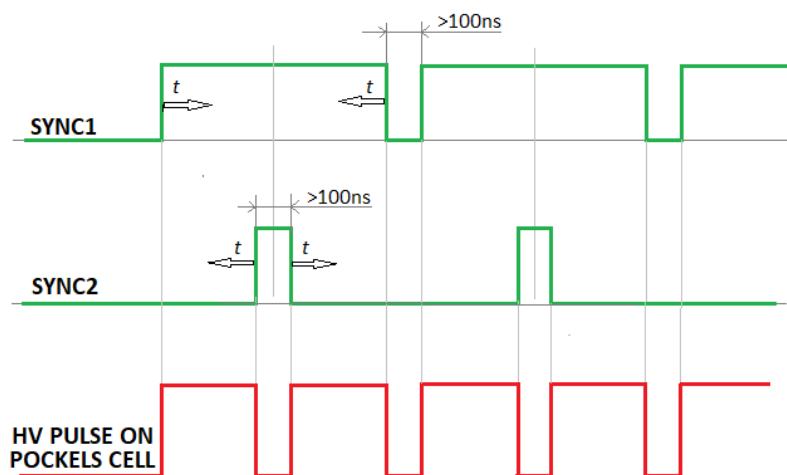 >100ns
t
t
SYNC1
>100ns
t
t
SYNC2
HV PULSE ON
POCKELS CELL